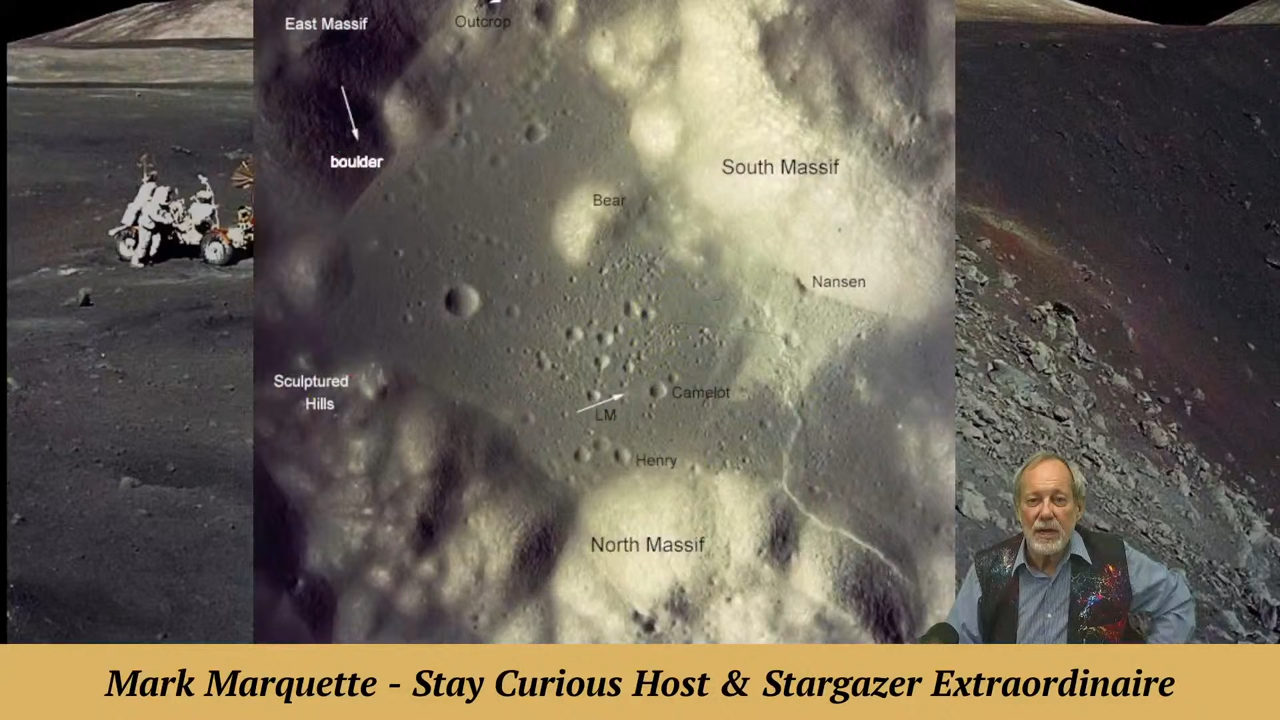 East Massif
Outcrop
boulder
South Massif
Bear
Nansen
Sculptured
Hills
Camelot
LM
Henry
North Massif
Mark Marquette - Stay Curious Host & Stargazer Extraordinaire